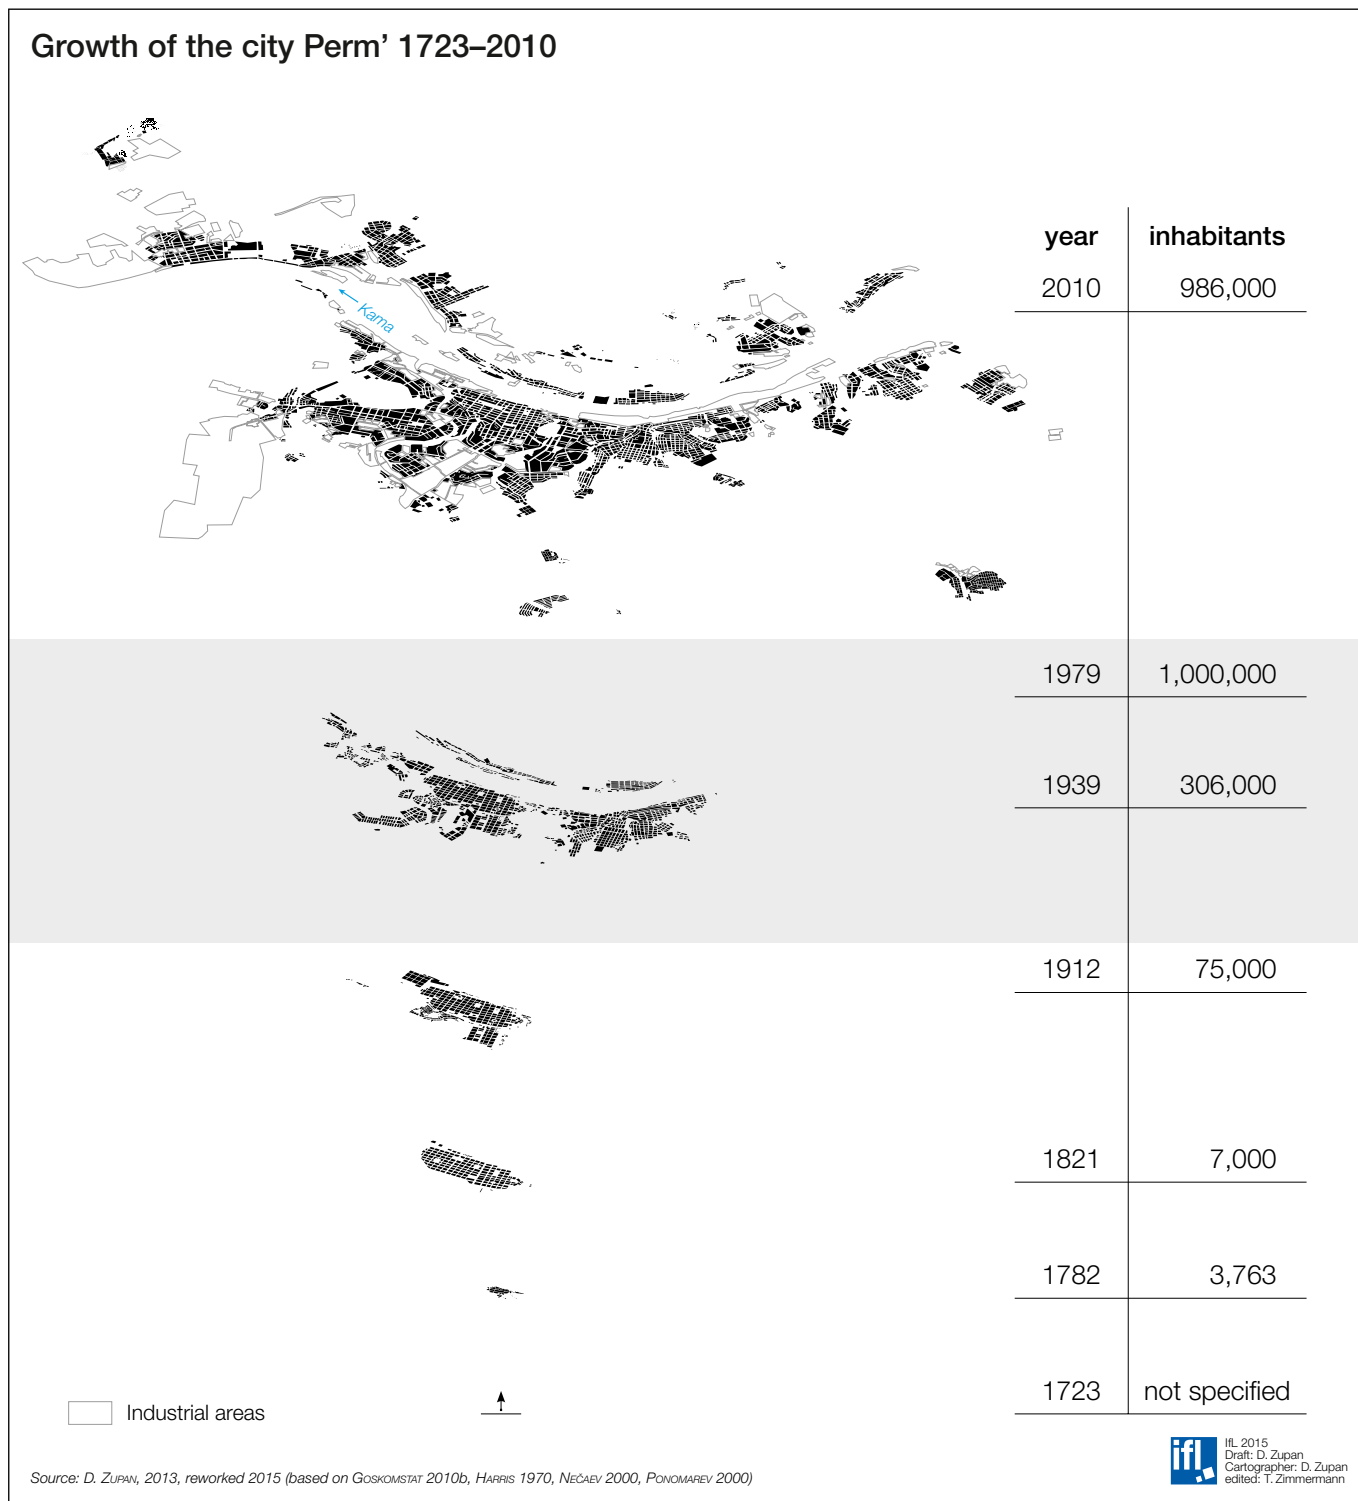 Growth of the city Perm’ 1723–2010
Kama
year inhabitants
2010 986,000
1979 1,000,000
1939 306,000
1912 75,000
1821 7,000
1782 3,763
1723 not specified
Industrial areas
Source: D. Zupan, 2013, reworked 2015 (based on Goskomstat 2010b, Harris 1970, Nečaev 2000, Ponomarev 2000)
ifl
IfL 2015
Draft: D. Zupan
Cartographer: D. Zupan
edited: T. Zimmermann